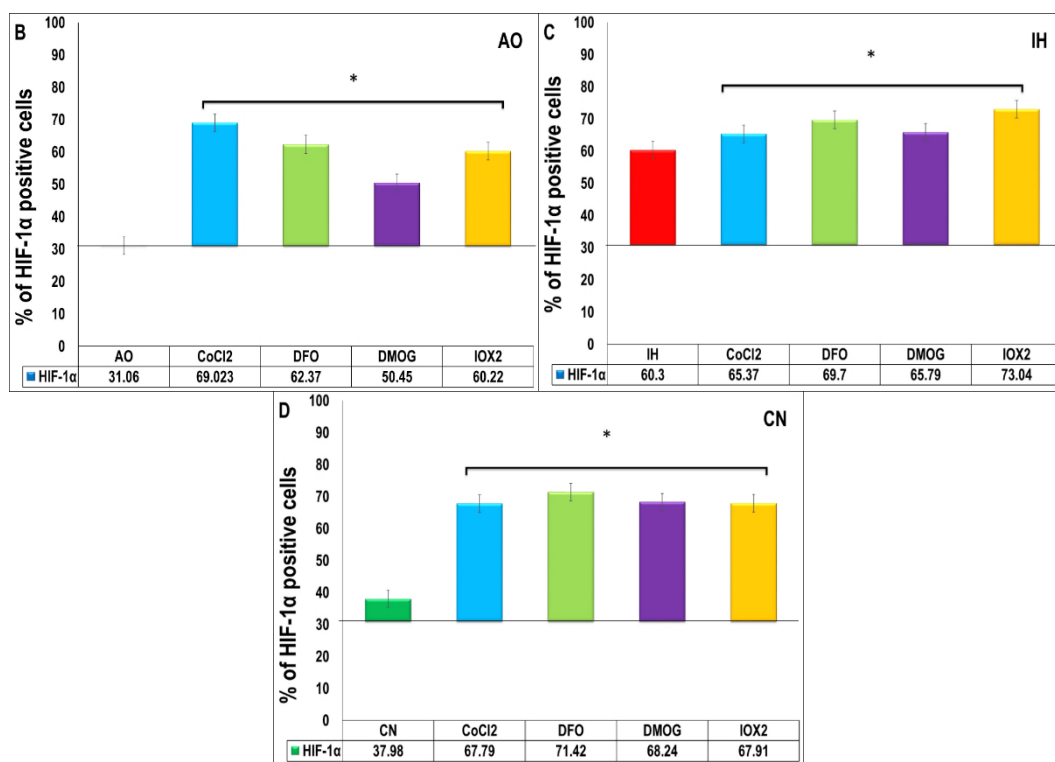 B
AO
*
% of HIF-1α positive cells
100
90
80
70
60
50
40
30
20
10
0
AO CoCl2 DFO DMOG IOX2
HIF-1α 31.06 69.023 62.37 50.45 60.22
C
IH
*
% of HIF-1α positive cells
100
90
80
70
60
50
40
30
20
10
0
IH CoCl2 DFO DMOG IOX2
HIF-1α 60.3 65.37 69.7 65.79 73.04
D
CN
*
% of HIF-1α positive cells
100
90
80
70
60
50
40
30
20
10
0
CN CoCl2 DFO DMOG IOX2
HIF-1α 37.98 67.79 71.42 68.24 67.91